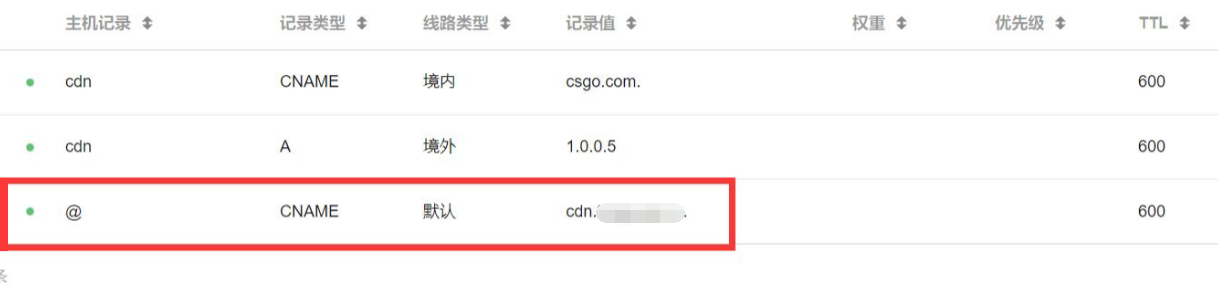 主机记录 记录类型 线路类型 记录值 权重 优先级 TTL
cdn CNAME 境内 csgo.com. 600
cdn A 境外 1.0.0.5 600
@ CNAME 默认 cdn. . 600
条